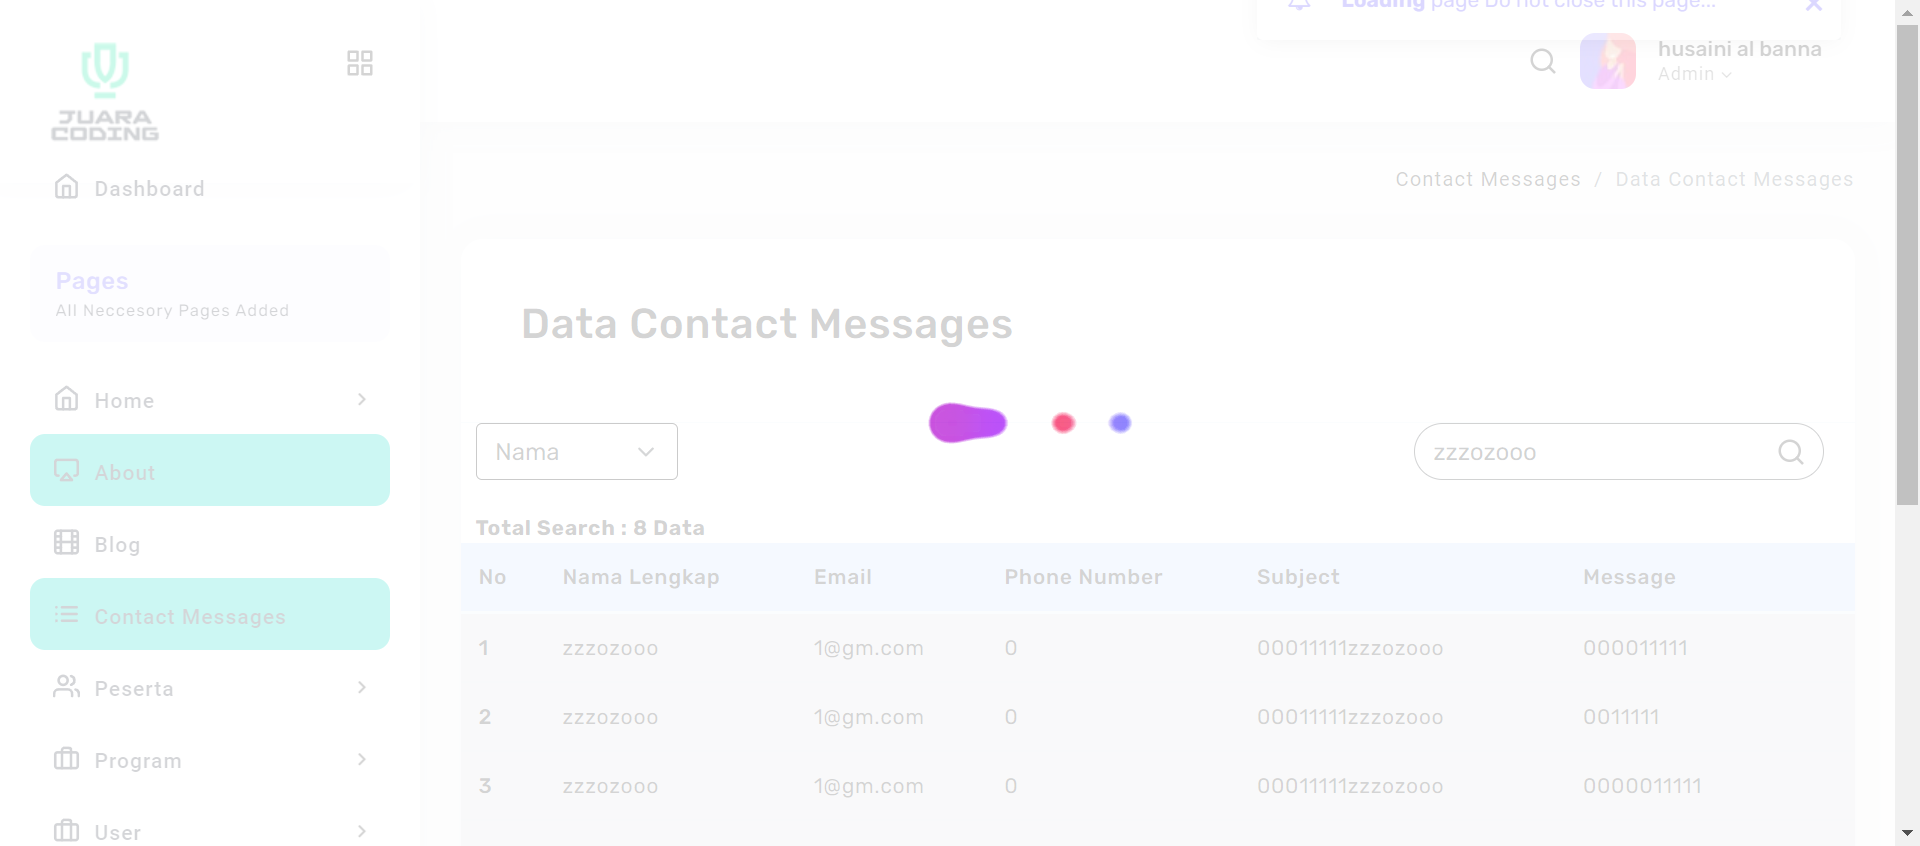 Loading page Do not close this page...
husaini al banna
Admin
JUARA
CODING
Dashboard
Contact Messages / Data Contact Messages
Pages
All Neccesory Pages Added
Data Contact Messages
Home
About
Nama
zzzozooo
Blog
Total Search : 8 Data
Contact Messages
No Nama Lengkap Email Phone Number Subject Message
1 zzzozooo 1@gm.com 0 00011111zzzozooo 000011111
Peserta
2 zzzozooo 1@gm.com 0 00011111zzzozooo 0011111
Program
3 zzzozooo 1@gm.com 0 00011111zzzozooo 0000011111
User